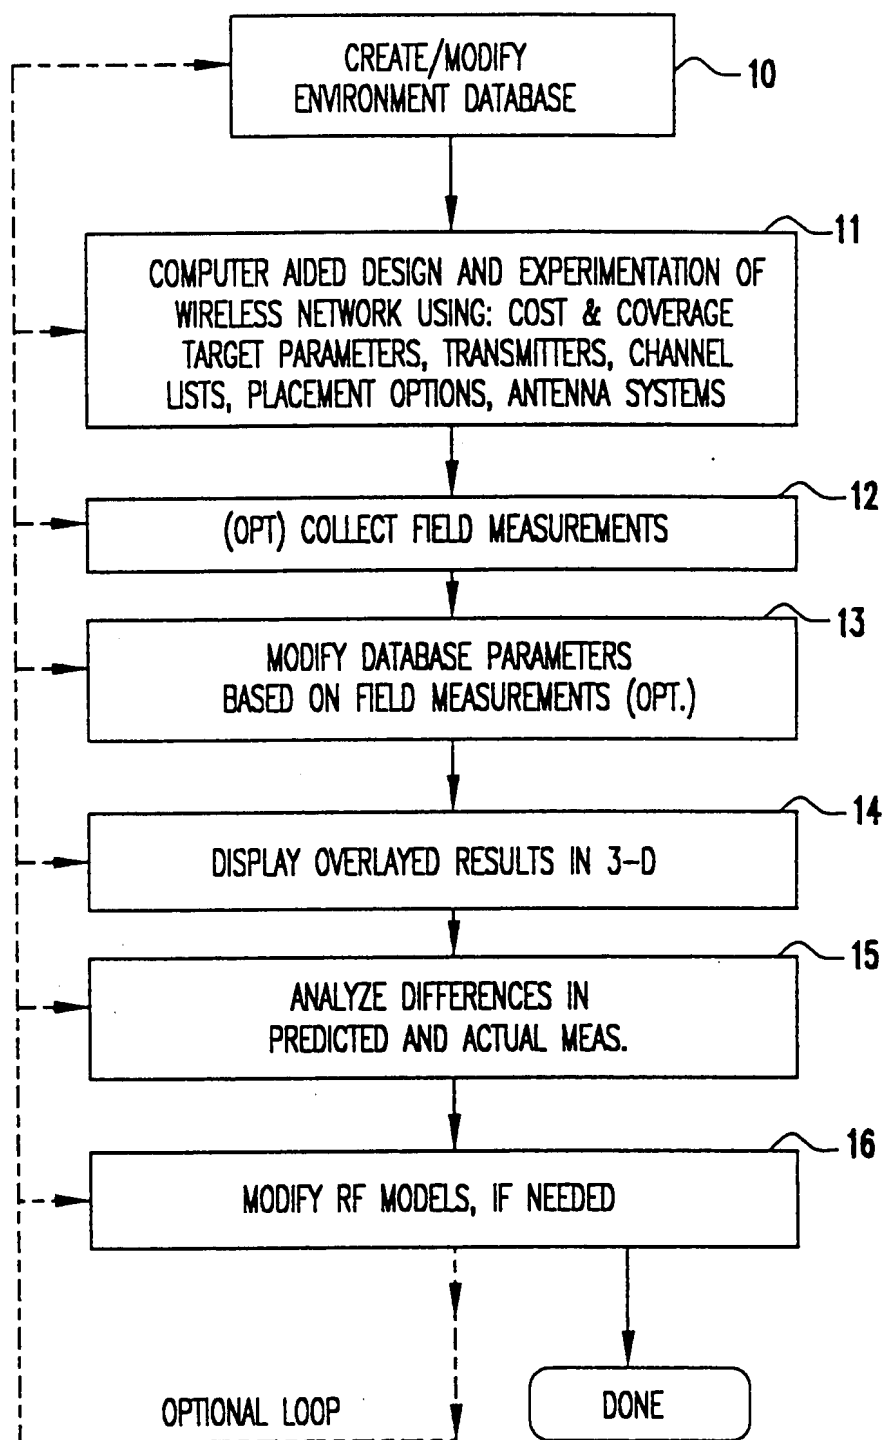 CREATE/MODIFY
ENVIRONMENT DATABASE
10
11
COMPUTER AIDED DESIGN AND EXPERIMENTATION OF
WIRELESS NETWORK USING: COST & COVERAGE
TARGET PARAMETERS, TRANSMITTERS, CHANNEL
LISTS, PLACEMENT OPTIONS, ANTENNA SYSTEMS
12
(OPT) COLLECT FIELD MEASUREMENTS
13
MODIFY DATABASE PARAMETERS
BASED ON FIELD MEASUREMENTS (OPT.)
14
DISPLAY OVERLAYED RESULTS IN 3-D
15
ANALYZE DIFFERENCES IN
PREDICTED AND ACTUAL MEAS.
16
MODIFY RF MODELS, IF NEEDED
OPTIONAL LOOP
DONE